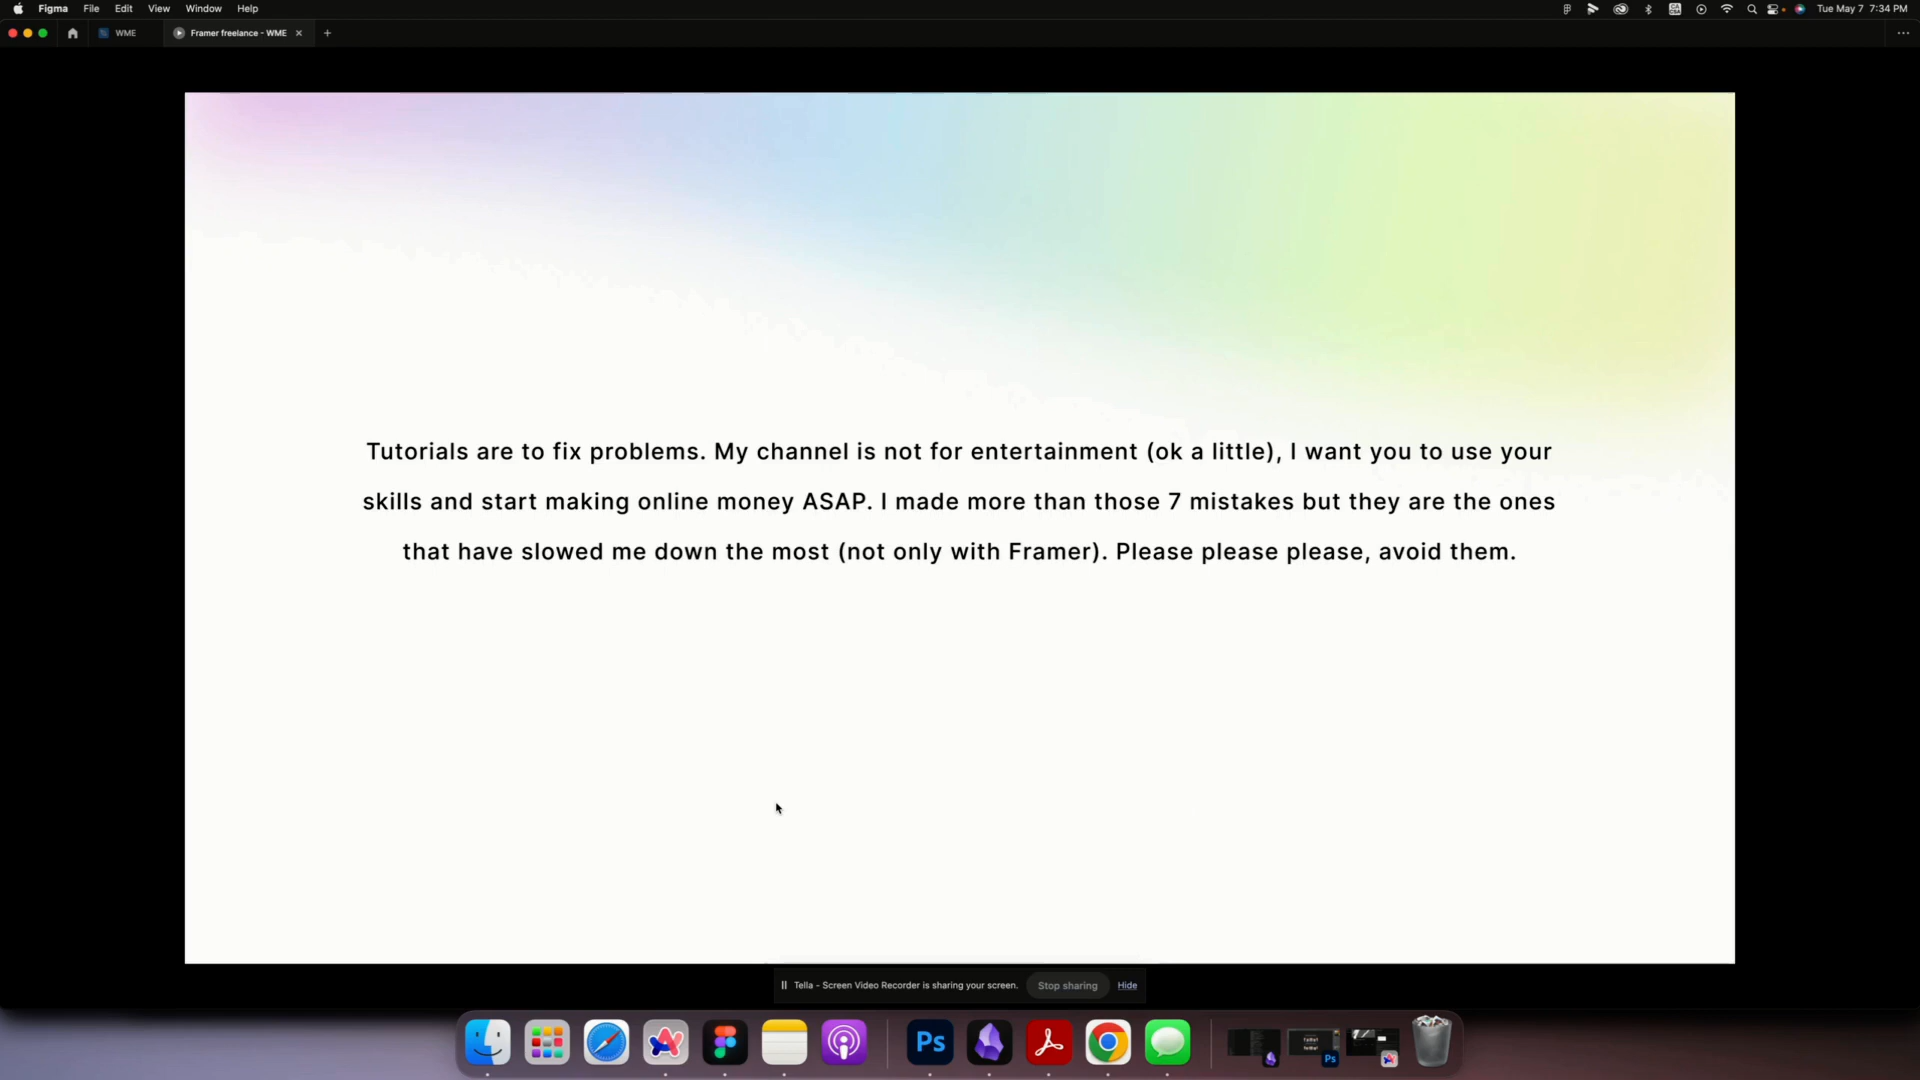 Figma File Edit View Window Help
Tue May 7 7:34 PM
WME
Framer freelance - WME
Tutorials are to fix problems. My channel is not for entertainment (ok a little), I want you to use your
skills and start making online money ASAP. I made more than those 7 mistakes but they are the ones
that have slowed me down the most (not only with Framer). Please please please, avoid them.
Tella - Screen Video Recorder is sharing your screen. Stop sharing Hide
Ps
Ps